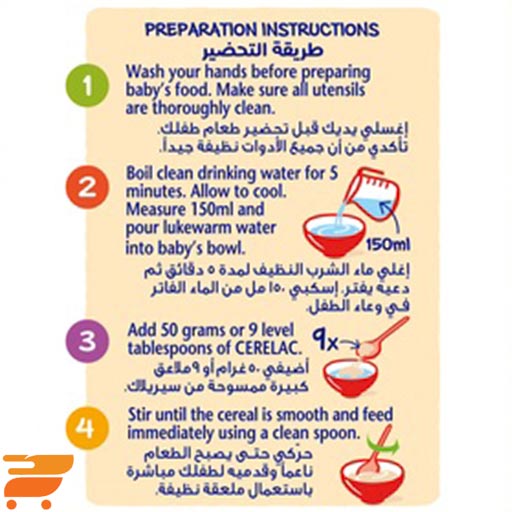 PREPARATION INSTRUCTIONS
طريقة التحضير
1
Wash your hands before preparing
baby's food. Make sure all utensils
are thoroughly clean.
إغسلي يديك قبل تحضير طعام طفلك.
تأكدي من أن جميع الأدوات نظيفة جيداً.
2
Boil clean drinking water for 5
minutes. Allow to cool.
Measure 150ml and
pour lukewarm water
into baby's bowl.
150ml
إغلي ماء الشرب النظيف لمدة ٥ دقائق ثم
دعيه يفتر. إسكبي ١٥٠ مل من الماء الفاتر
في وعاء الطفل.
3
Add 50 grams or 9 level
tablespoons of CERELAC.
9x
أضيفي ٥٠ غرام أو ٩ ملاعق
كبيرة ممسوحة من سيريلاك.
4
Stir until the cereal is smooth and feed
immediately using a clean spoon.
حرّكي حتى يصبح الطعام
ناعماً وقدميه لطفلك مباشرة
باستعمال ملعقة نظيفة.